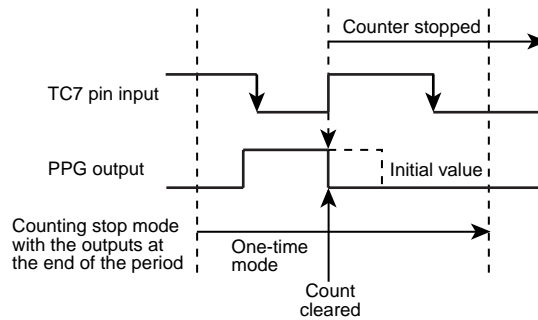 Counter stopped
TC7 pin input
PPG output
Initial value
Counting stop mode
with the outputs at
the end of the period
One-time
mode
Count
cleared